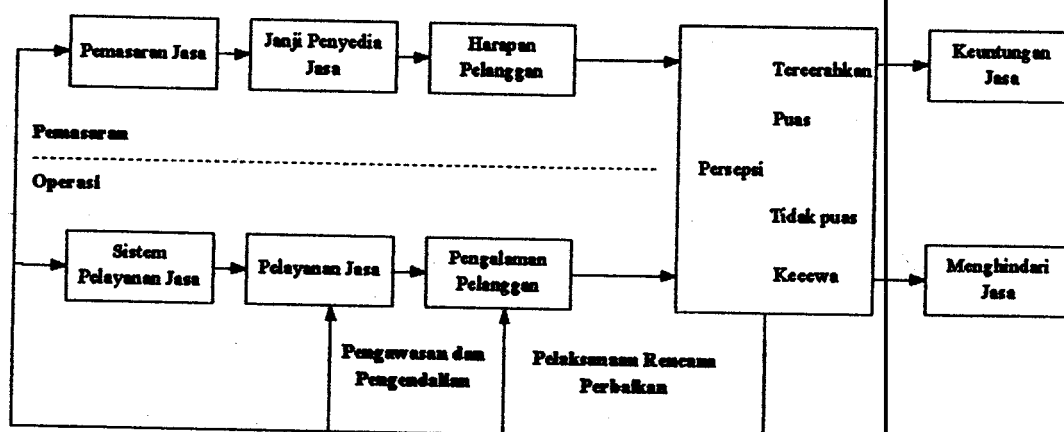 Pemasaran Jasa
Janji Penyedia
Jasa
Harapan
Pelanggan
Tercerahkan
Puas
Persepsi
Tidak puas
Kecewa
Keuntungan
Jasa
Pemasaran
Operasi
Sistem
Pelayanan Jasa
Pelayanan Jasa
Pengalaman
Pelanggan
Menghindari
Jasa
Pengawasan dan
Pengendalian
Pelaksanaan Rencana
Perbaikan